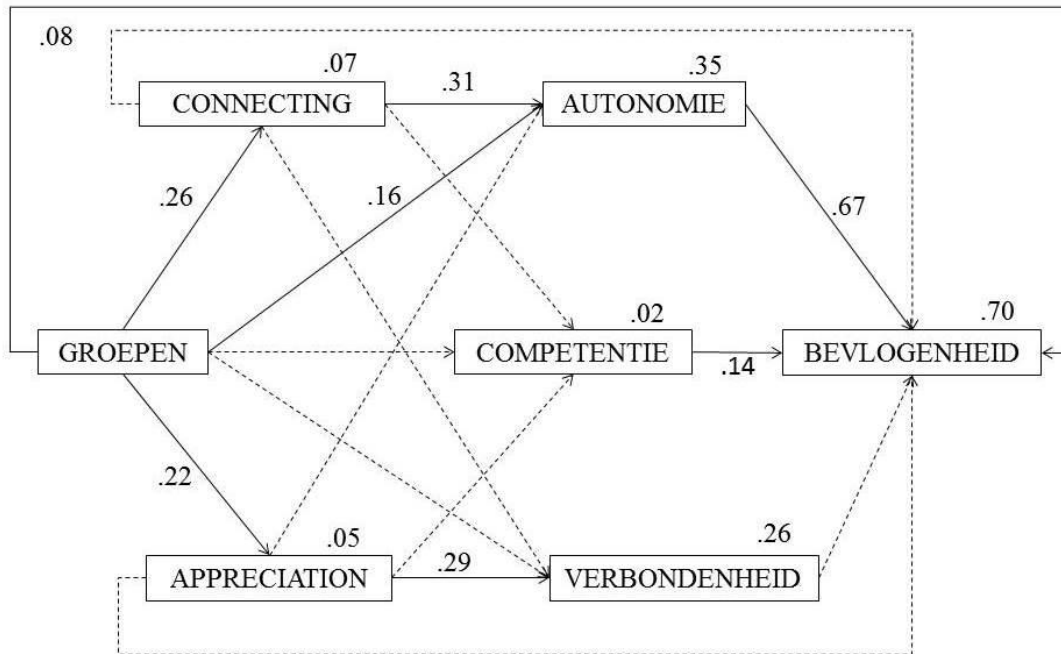 .08
.07
.35
CONNECTING
.31
AUTONOMIE
.26
.16
.67
.02
.70
GROEPEN
COMPETENTIE
.14
BEVLOGENHEID
.22
.05
.26
APPRECIATION
.29
VERBONDENHEID